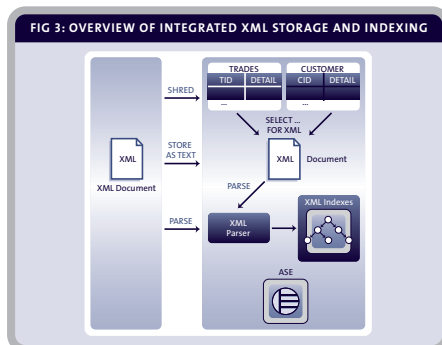 FIG 3: OVERVIEW OF INTEGRATED XML STORAGE AND INDEXING
TRADES
CUSTOMER
TID DETAIL
CID DETAIL
...
...
SHRED
SELECT ...
FOR XML
STORE
AS TEXT
XML
XML Document
XML
Document
PARSE
PARSE
XML
Parser
XML Indexes
ASE